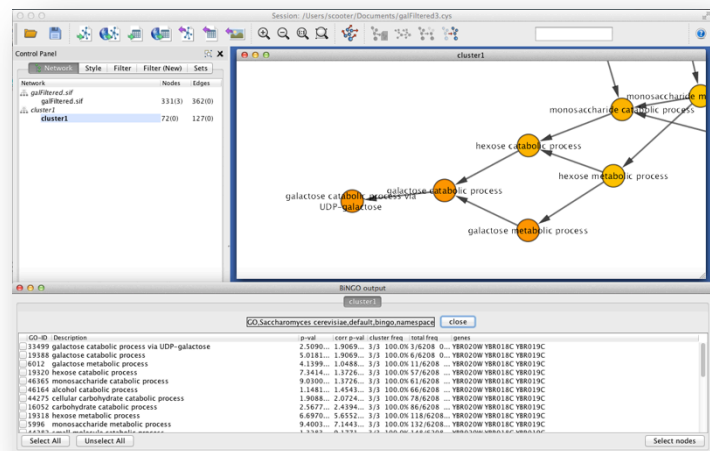 Session: /Users/scooter/Documents/galFiltered3.cys
Control Panel
Network Style Filter Filter (New) Sets
Network Nodes Edges
galFiltered.sif
galFiltered.sif 331(3) 362(0)
cluster1
cluster1 72(0) 127(0)
cluster1
monosaccharide m
monosaccharide catabolic process
hexose catabolic process
hexose metabolic process
galactose catabolic process via
UDP-galactose
galactose catabolic process
galactose metabolic process
BiNGO output
cluster1
GO,Saccharomyces cerevisiae,default,bingo,namespace close
GO-ID Description p-val corr p-val cluster freq total freq genes
33499 galactose catabolic process via UDP-galactose 2.5090... 1.9069... 3/3 100.0% 3/6208 0... YBR020W YBR018C YBR019C
19388 galactose catabolic process 5.0181... 1.9069... 3/3 100.0% 6/6208 0... YBR020W YBR018C YBR019C
6012 galactose metabolic process 4.1399... 1.0488... 3/3 100.0% 11/6208 ... YBR020W YBR018C YBR019C
19320 hexose catabolic process 7.3414... 1.3726... 3/3 100.0% 57/6208 ... YBR020W YBR018C YBR019C
46365 monosaccharide catabolic process 9.0300... 1.3726... 3/3 100.0% 61/6208 ... YBR020W YBR018C YBR019C
46164 alcohol catabolic process 1.1481... 1.4543... 3/3 100.0% 66/6208 ... YBR020W YBR018C YBR019C
44275 cellular carbohydrate catabolic process 1.9088... 2.0724... 3/3 100.0% 78/6208 ... YBR020W YBR018C YBR019C
16052 carbohydrate catabolic process 2.5677... 2.4394... 3/3 100.0% 86/6208 ... YBR020W YBR018C YBR019C
19318 hexose metabolic process 6.6970... 5.6552... 3/3 100.0% 118/6208... YBR020W YBR018C YBR019C
5996 monosaccharide metabolic process 9.4003... 7.1443... 3/3 100.0% 132/6208... YBR020W YBR018C YBR019C
Select All Unselect All Select nodes